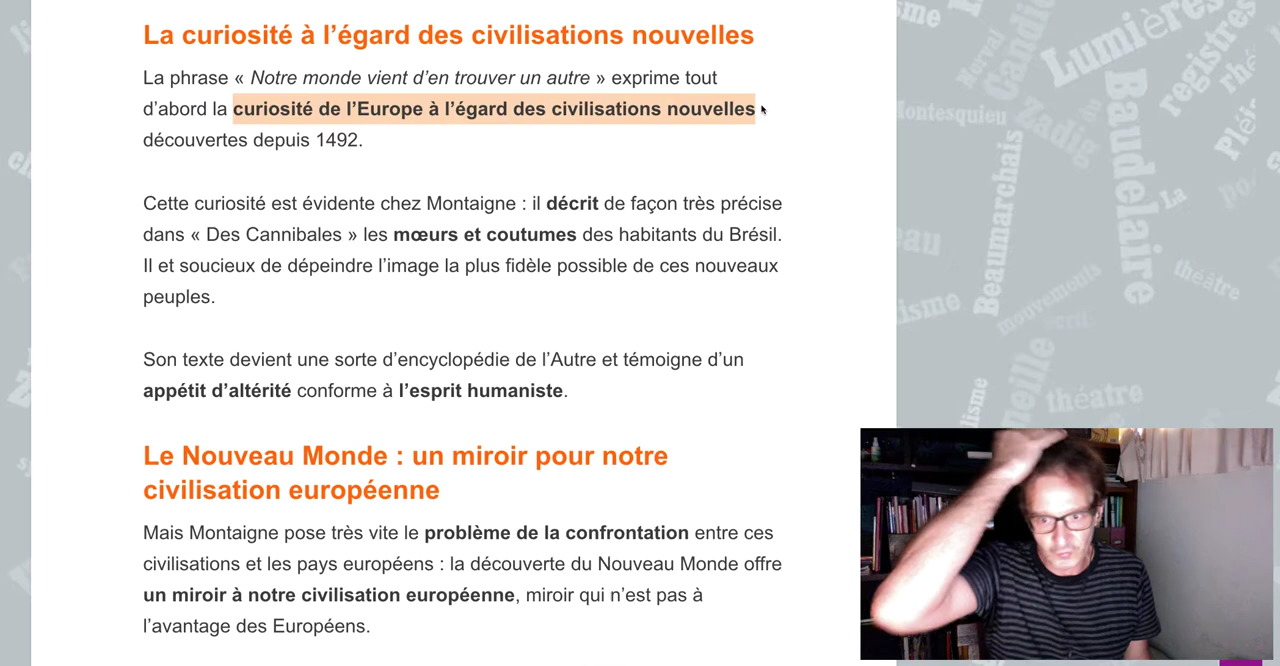 La curiosité à l’égard des civilisations nouvelles
La phrase « Notre monde vient d’en trouver un autre » exprime tout
d’abord la curiosité de l’Europe à l’égard des civilisations nouvelles
découvertes depuis 1492.
Cette curiosité est évidente chez Montaigne : il décrit de façon très précise
dans « Des Cannibales » les mœurs et coutumes des habitants du Brésil.
Il et soucieux de dépeindre l’image la plus fidèle possible de ces nouveaux
peuples.
Son texte devient une sorte d’encyclopédie de l’Autre et témoigne d’un
appétit d’altérité conforme à l’esprit humaniste.
Le Nouveau Monde : un miroir pour notre
civilisation européenne
Mais Montaigne pose très vite le problème de la confrontation entre ces
civilisations et les pays européens : la découverte du Nouveau Monde offre
un miroir à notre civilisation européenne, miroir qui n’est pas à
l’avantage des Européens.
Lumières
registres
Candide
Zadig
Baudelaire
Beaumarchais
La
théâtre
mouvements
théâtre